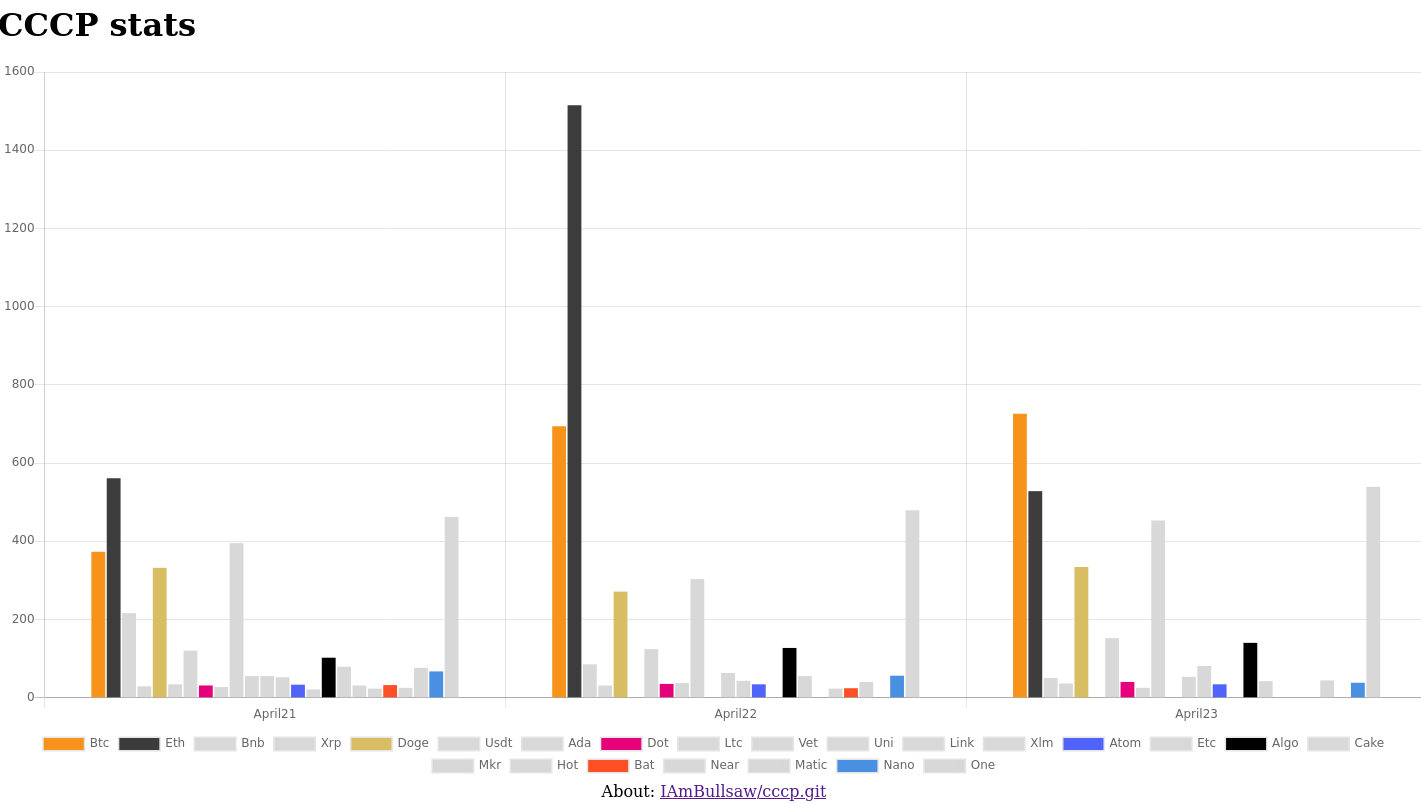 CCCP stats
1600
1400
1200
1000
800
600
400
200
0
April21 April22 April23
Btc Eth Bnb Xrp Doge Usdt Ada Dot Ltc Vet Uni Link Xlm Atom Etc Algo Cake
Mkr Hot Bat Near Matic Nano One
About: IAmBullsaw/cccp.git